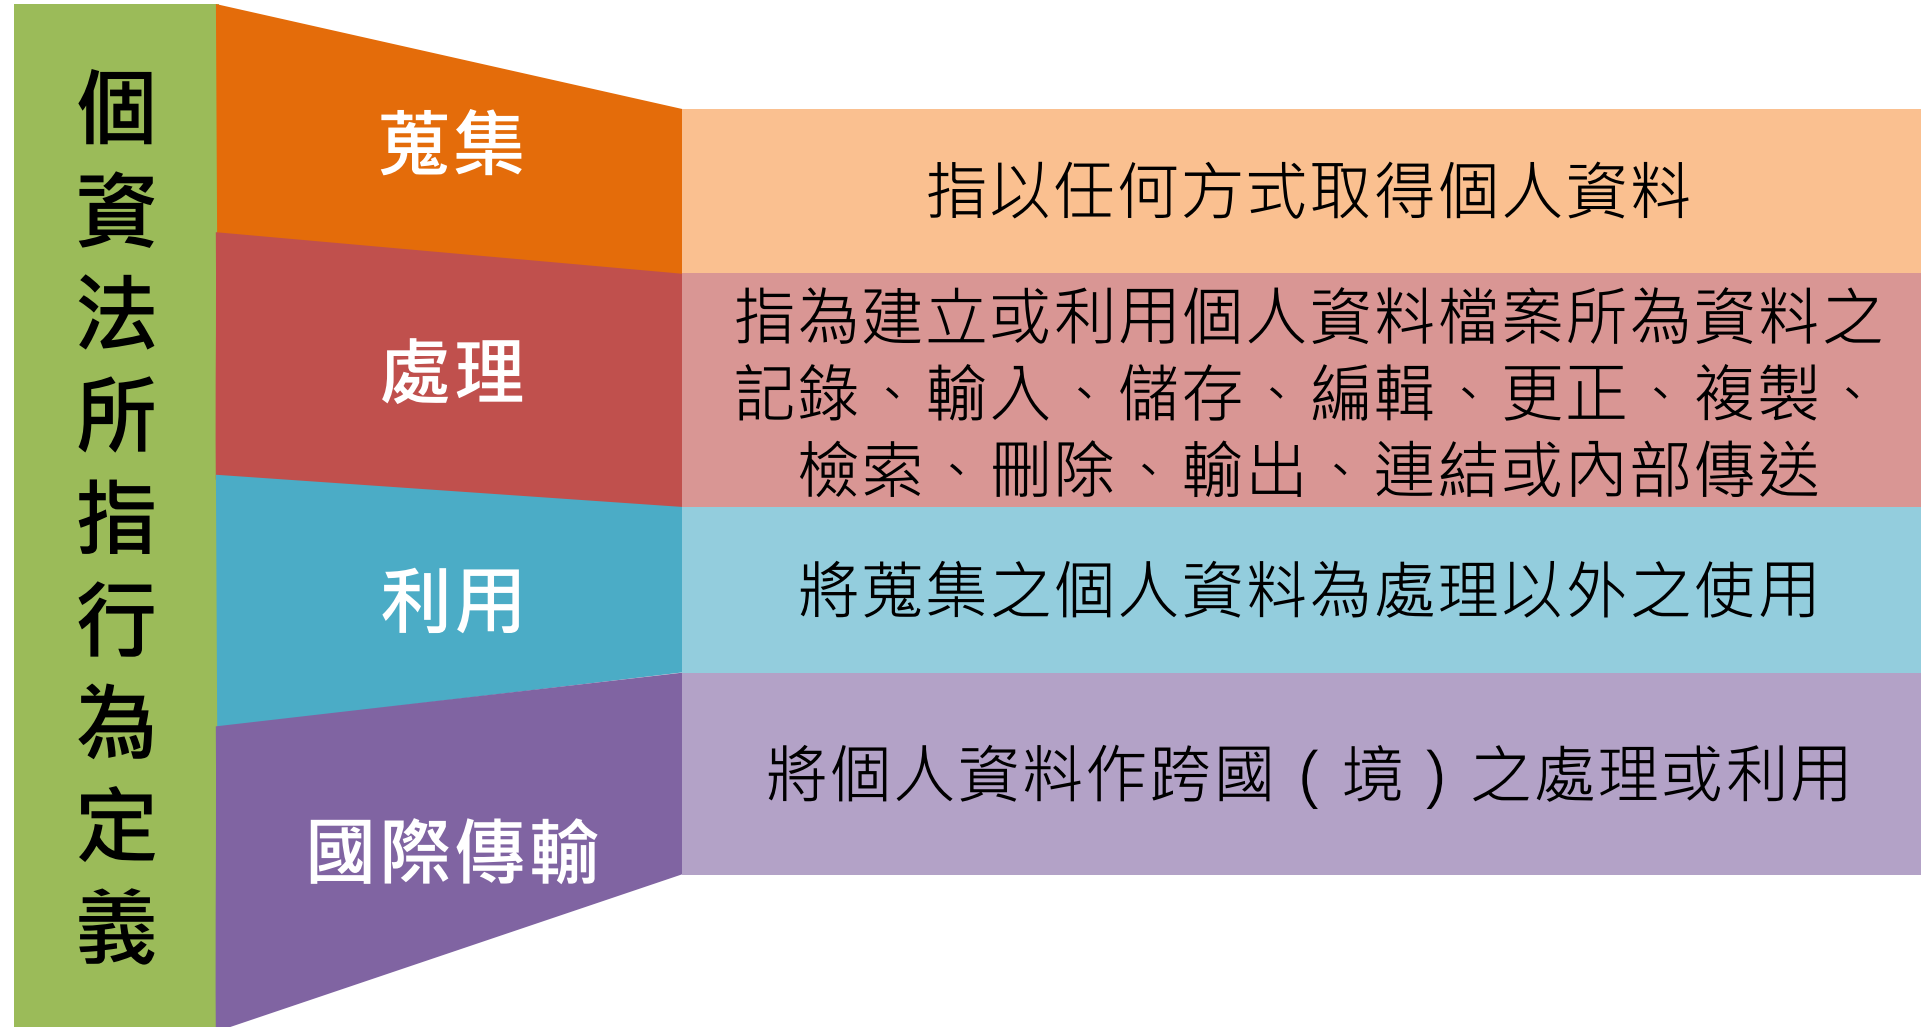 個資法所指行為定義
蒐集
指以任何方式取得個人資料
處理
指為建立或利用個人資料檔案所為資料之
記錄、輸入、儲存、編輯、更正、複製、
檢索、刪除、輸出、連結或內部傳送
利用
將蒐集之個人資料為處理以外之使用
國際傳輸
將個人資料作跨國(境)之處理或利用